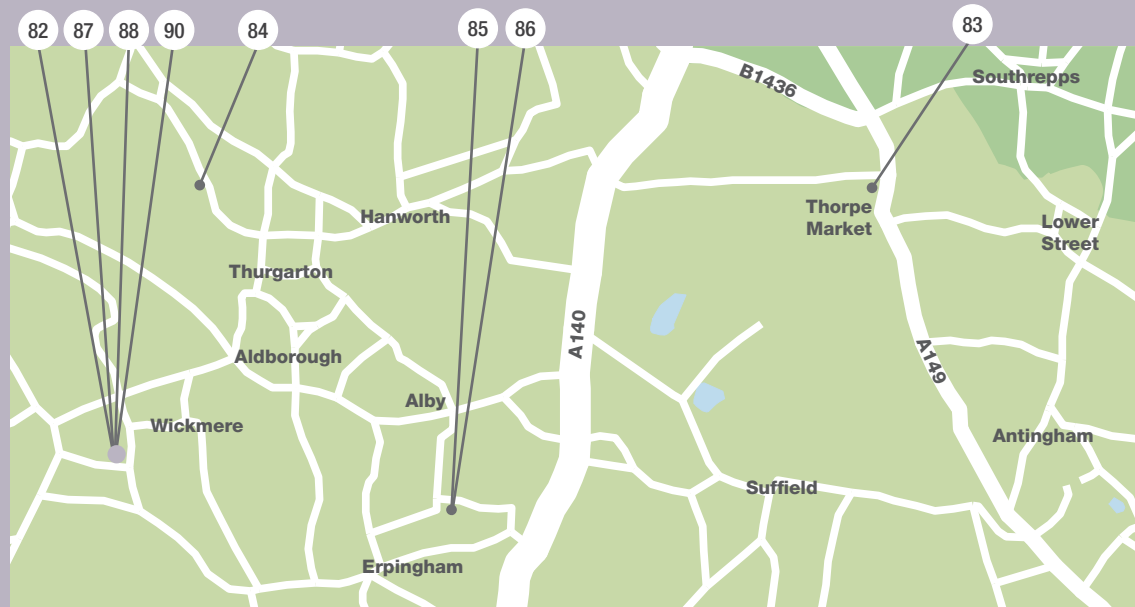 82 87 88 90 84 85 86 83
B1436
Southrepps
Hanworth
Thorpe
Market
Lower
Street
Thurgarton
A140
A149
Aldborough
Alby
Wickmere
Antingham
Suffield
Erpingham